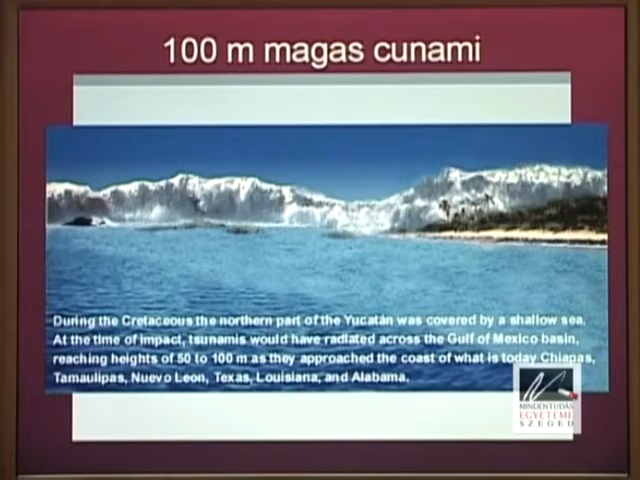 100 m magas cunami
During the Cretaceous the northern part of the Yucatán was covered by a shallow sea.
At the time of impact, tsunamis would have radiated across the Gulf of Mexico basin,
reaching heights of 50 to 100 m as they approached the coast of what is today Chiapas,
Tamaulipas, Nuevo Leon, Texas, Louisiana, and Alabama.
MINDENTUDÁS
EGYETEME
SZEGED